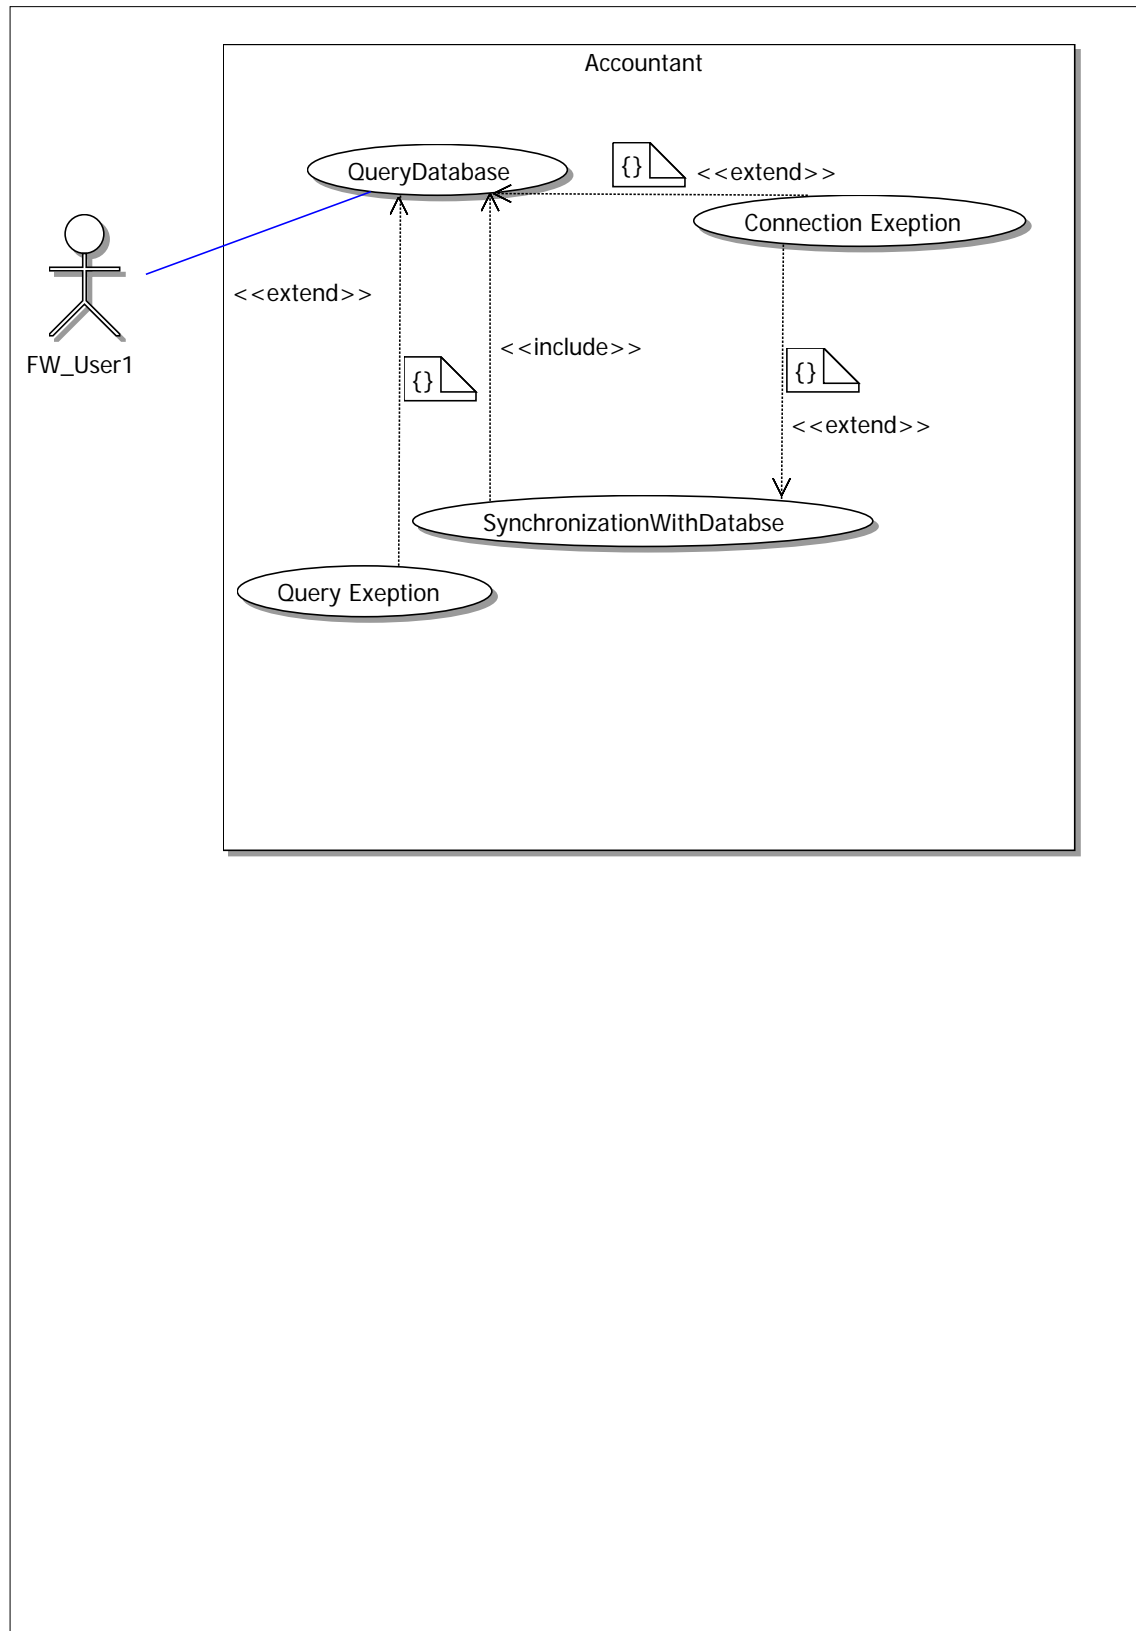 Accountant
QueryDatabase
{}
<<extend>>
Connection Exeption
FW_User1
<<extend>>
<<include>>
{}
{}
<<extend>>
SynchronizationWithDatabse
Query Exeption